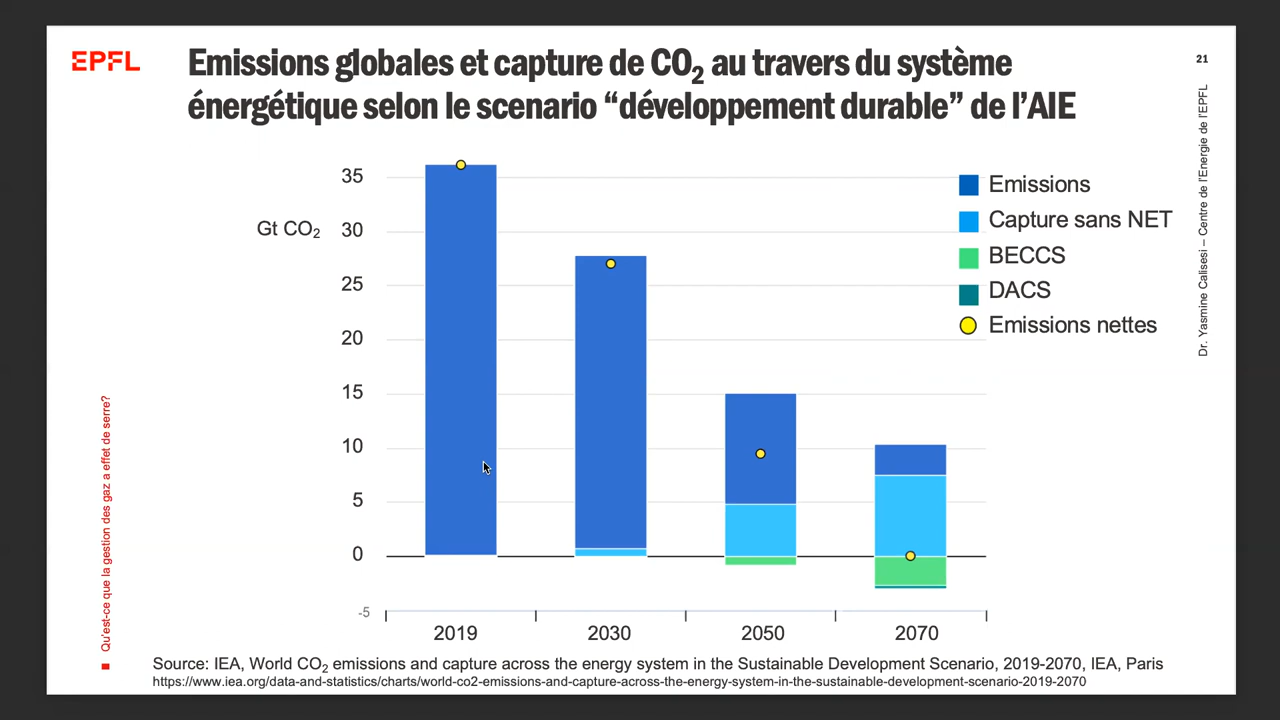 EPFL
Emissions globales et capture de CO₂ au travers du système
énergétique selon le scenario “développement durable” de l’AIE
21
Dr. Yasmine Calisesi – Centre de l'Energie de l'EPFL
Qu'est-ce que la gestion des gaz a effet de serre?
Gt CO₂
35
30
25
20
15
10
5
0
-5
2019
2030
2050
2070
Emissions
Capture sans NET
BECCS
DACS
Emissions nettes
Source: IEA, World CO₂ emissions and capture across the energy system in the Sustainable Development Scenario, 2019-2070, IEA, Paris
https://www.iea.org/data-and-statistics/charts/world-co2-emissions-and-capture-across-the-energy-system-in-the-sustainable-development-scenario-2019-2070